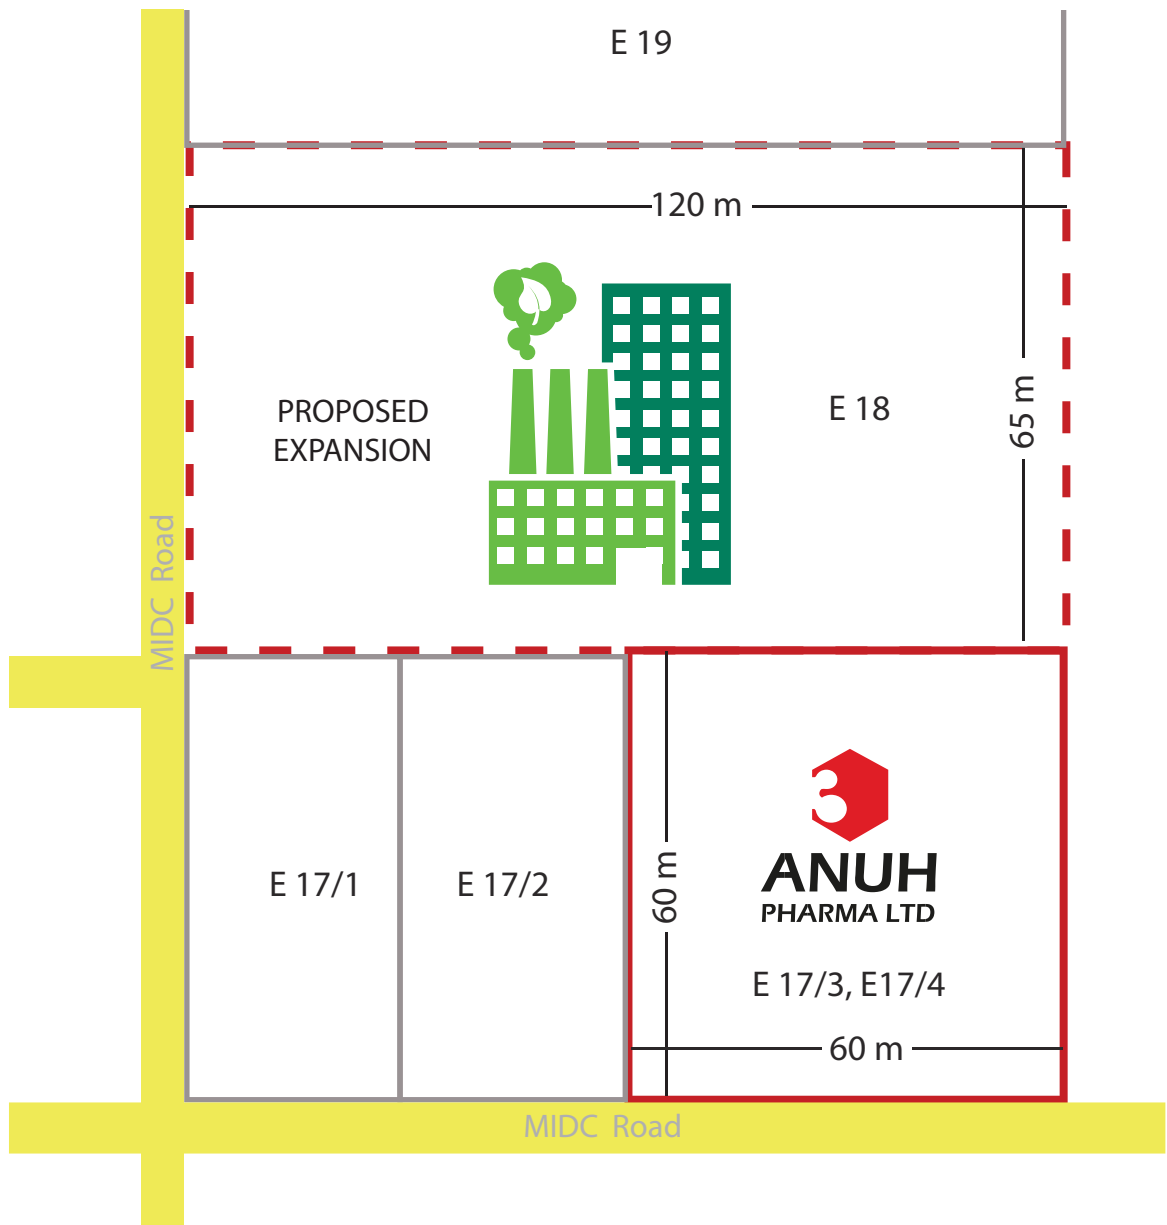 E 19
120 m
PROPOSED
EXPANSION
E 18
65 m
MIDC Road
E 17/1
E 17/2
60 m
ANUH
PHARMA LTD
E 17/3, E17/4
60 m
MIDC Road